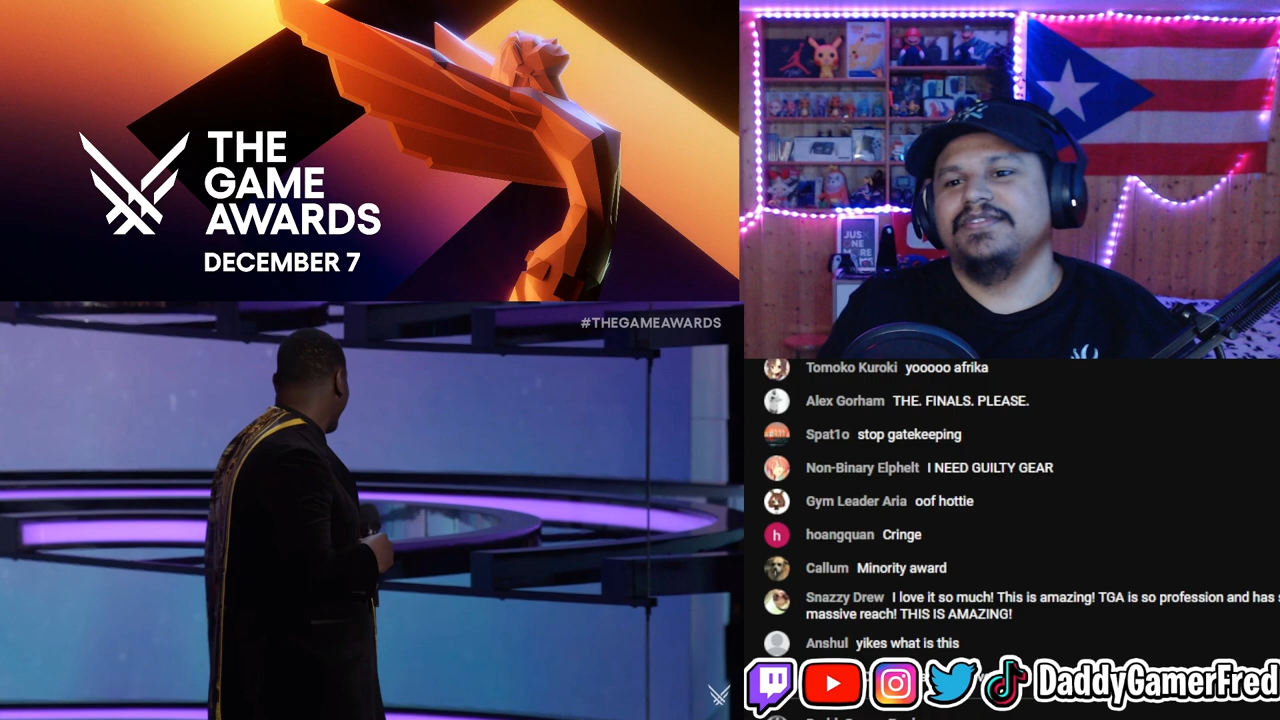 THE
GAME
AWARDS
DECEMBER 7
#THEGAMEAWARDS
JUS
ONE
MORE
Tomoko Kuroki yooooo afrika
Alex Gorham THE. FINALS. PLEASE.
Spat1o stop gatekeeping
Non-Binary Elphelt I NEED GUILTY GEAR
Gym Leader Aria oof hottie
h hoangquan Cringe
Callum Minority award
Snazzy Drew I love it so much! This is amazing! TGA is so profession and has
massive reach! THIS IS AMAZING!
Anshul yikes what is this
DaddyGamerFred